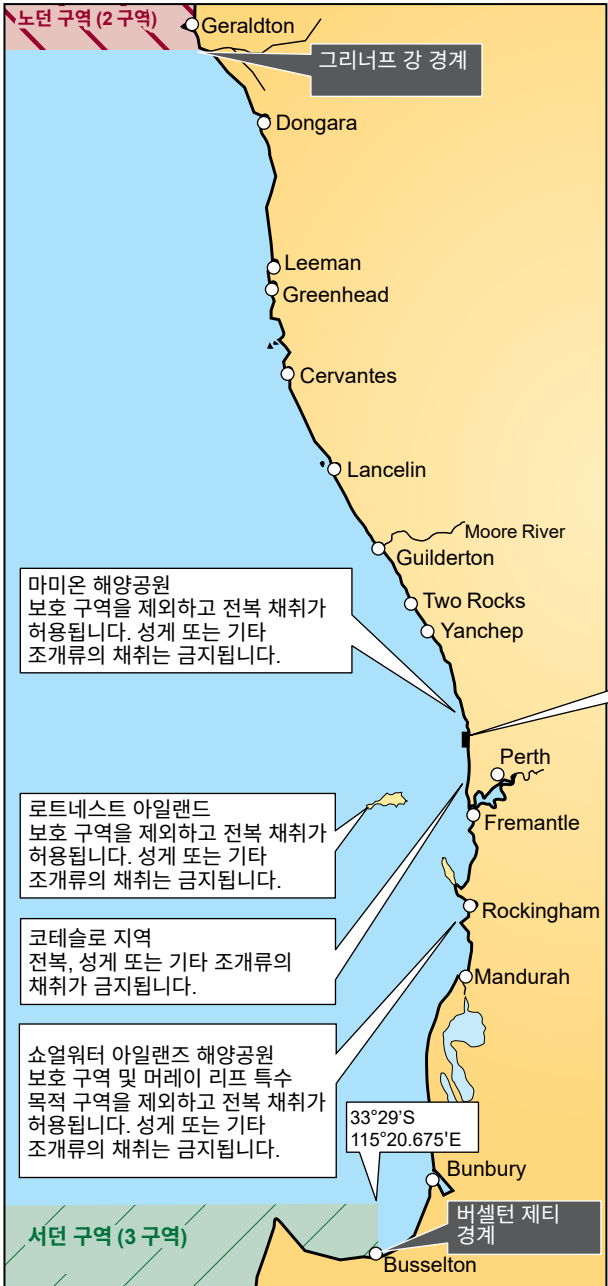 노던 구역 (2 구역)
Geraldton
그리너프 강 경계
Dongara
Leeman
Greenhead
Cervantes
Lancelin
Moore River
Guilderton
마미온 해양공원
보호 구역을 제외하고 전복 채취가
허용됩니다. 성게 또는 기타
조개류의 채취는 금지됩니다.
Two Rocks
Yanchep
Perth
로트네스트 아일랜드
보호 구역을 제외하고 전복 채취가
허용됩니다. 성게 또는 기타
조개류의 채취는 금지됩니다.
Fremantle
Rockingham
코테슬로 지역
전복, 성게 또는 기타 조개류의
채취가 금지됩니다.
Mandurah
쇼얼워터 아일랜즈 해양공원
보호 구역 및 머레이 리프 특수
목적 구역을 제외하고 전복 채취가
허용됩니다. 성게 또는 기타
조개류의 채취는 금지됩니다.
33°29'S
115°20.675'E
Bunbury
버셀턴 제티
경계
서던 구역 (3 구역)
Busselton